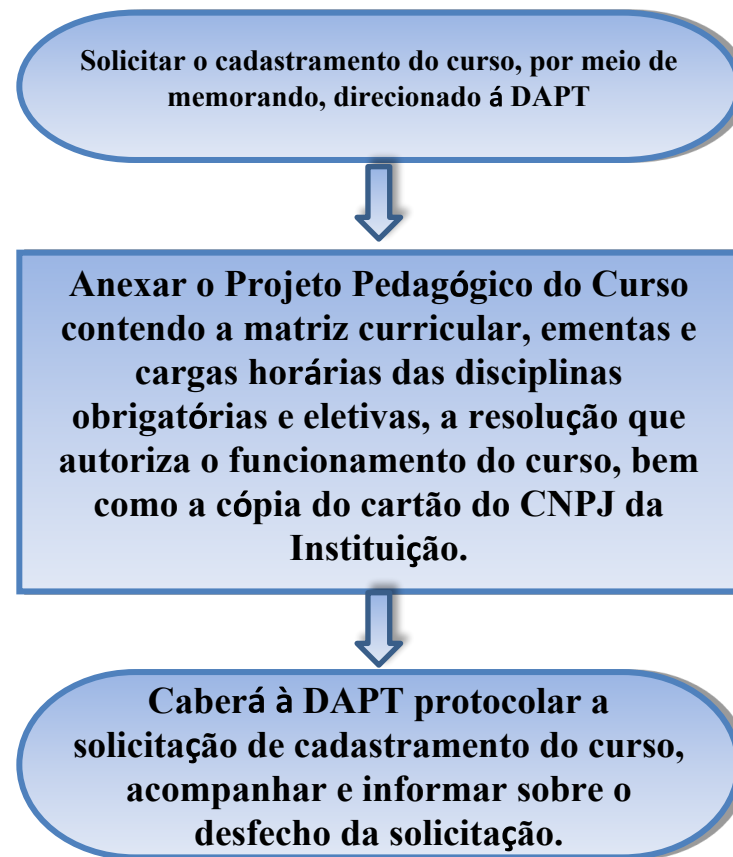 Solicitar o cadastramento do curso, por meio de
memorando, direcionado á DAPT
Anexar o Projeto Pedagógico do Curso
contendo a matriz curricular, ementas e
cargas horárias das disciplinas
obrigatórias e eletivas, a resolução que
autoriza o funcionamento do curso, bem
como a cópia do cartão do CNPJ da
Instituição.
Caberá à DAPT protocolar a
solicitação de cadastramento do curso,
acompanhar e informar sobre o
desfecho da solicitação.